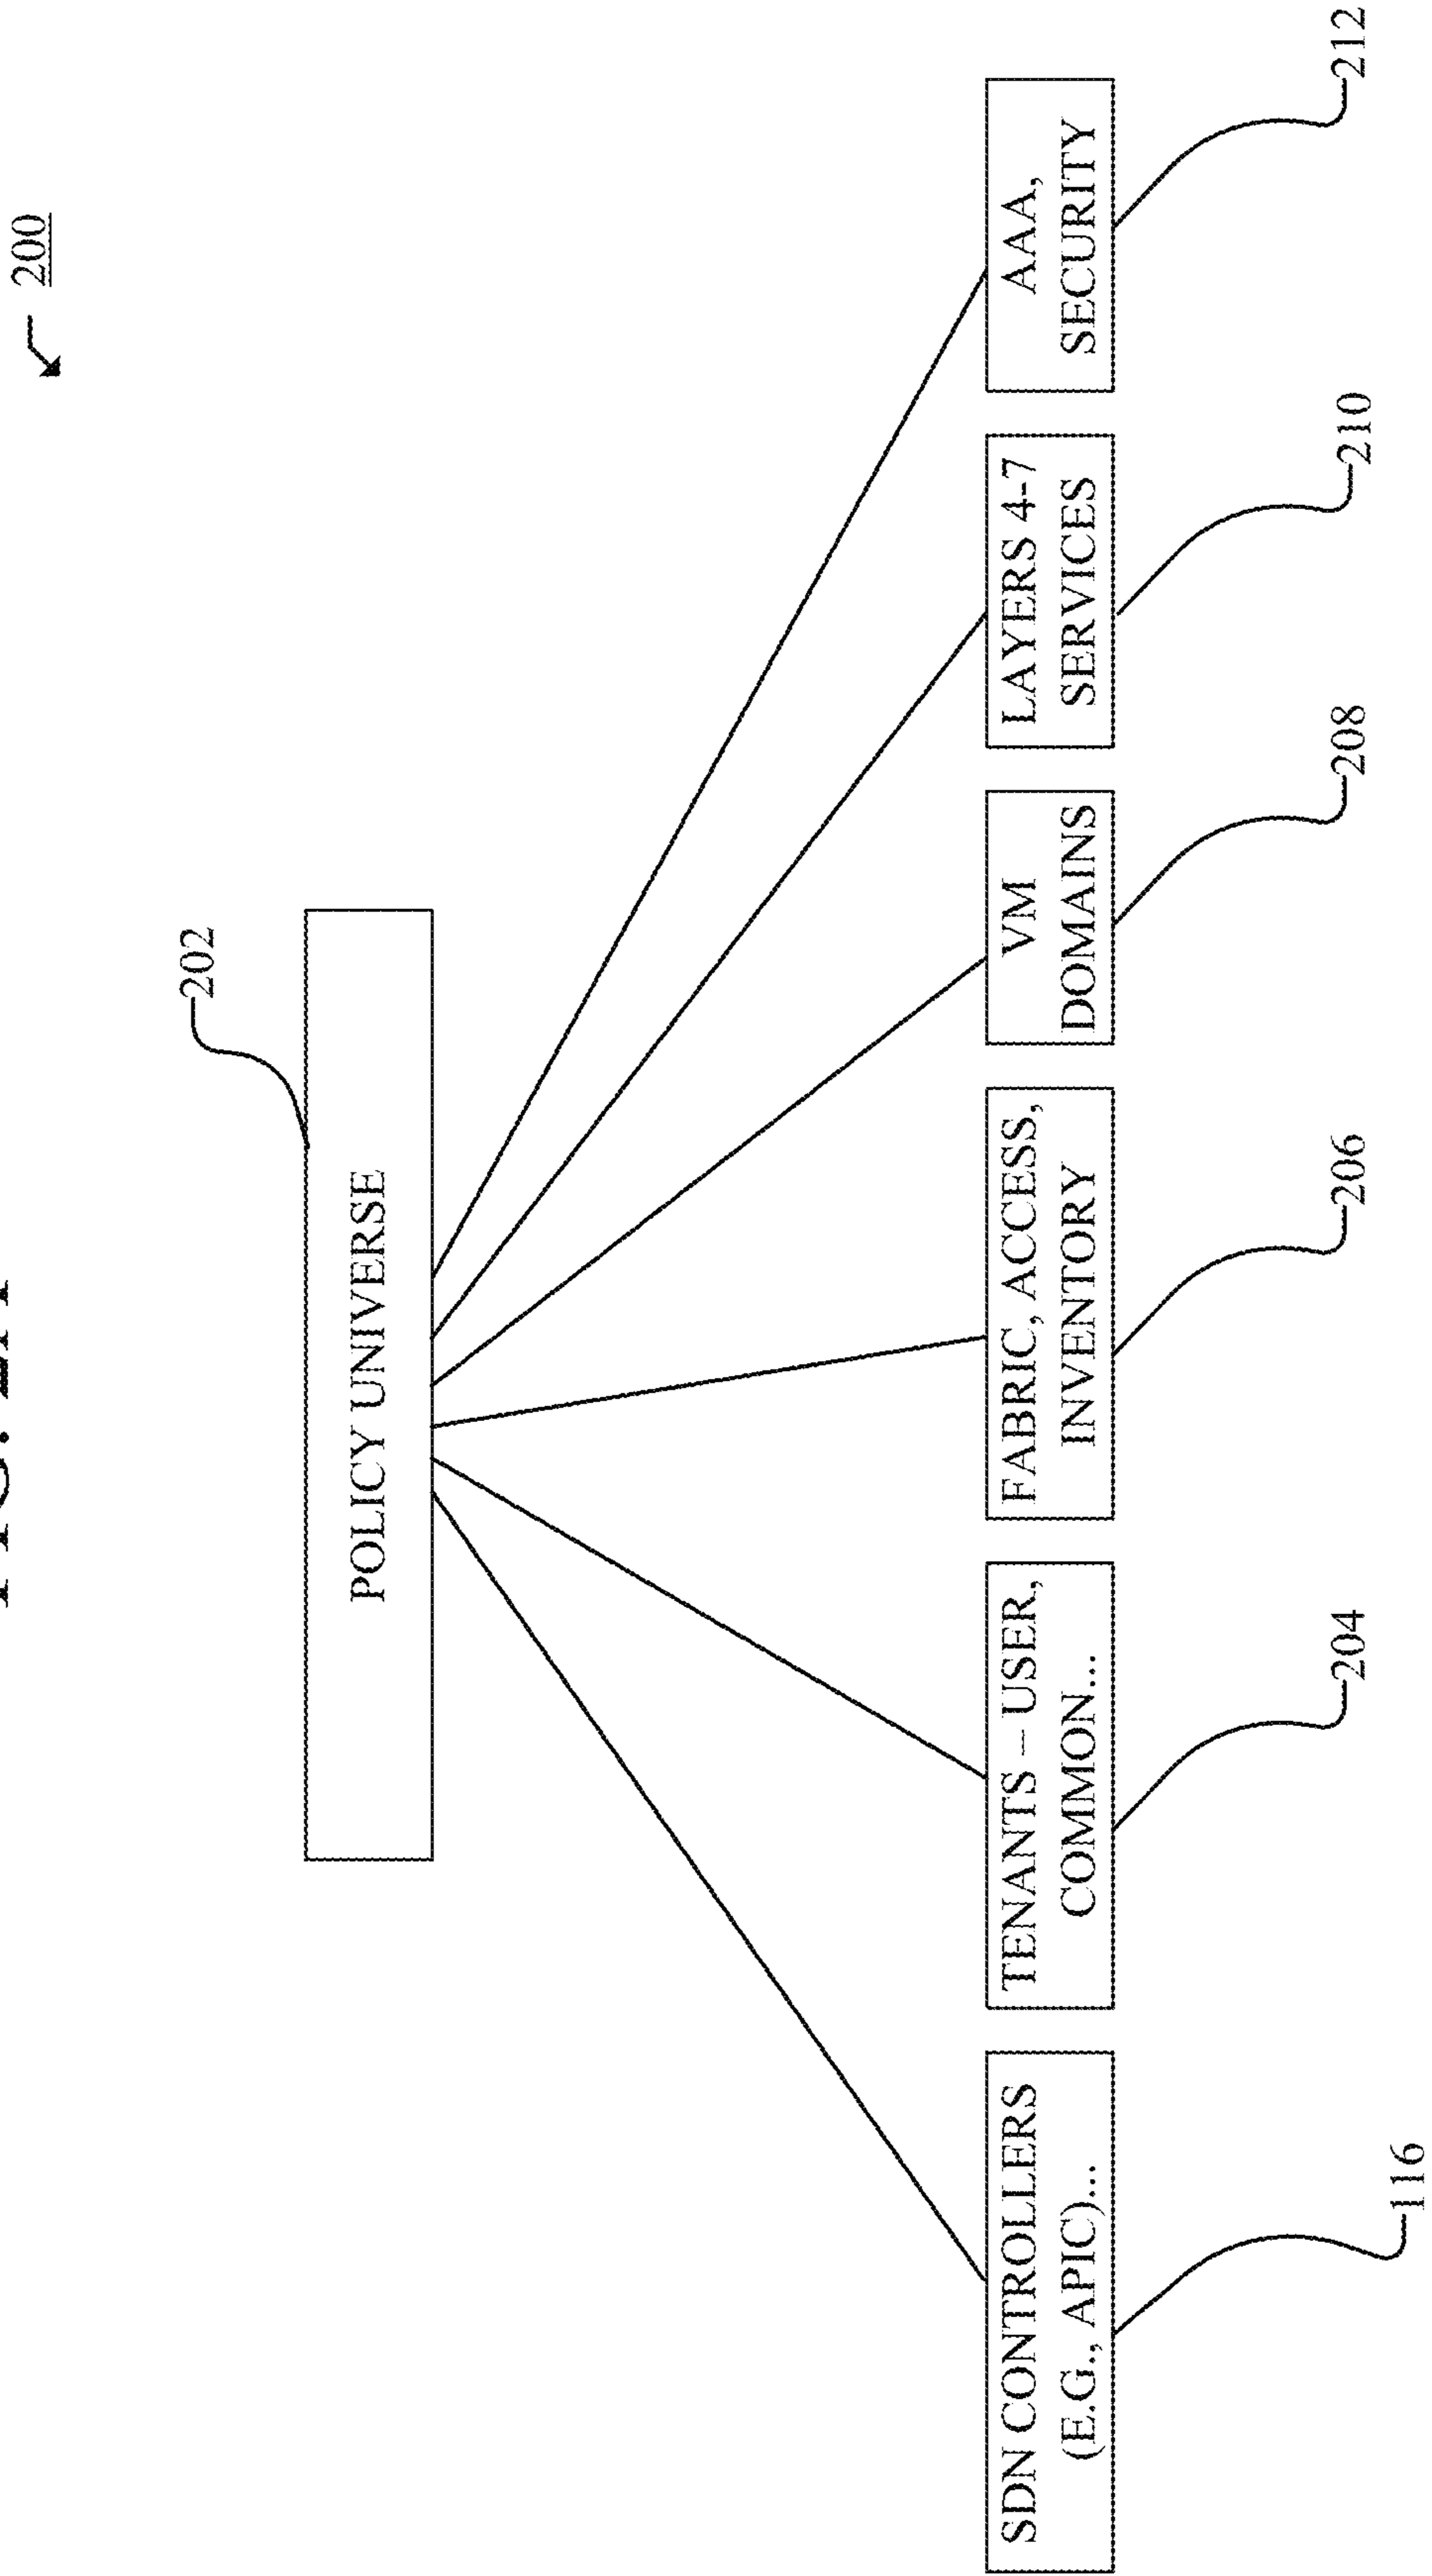 200
202
POLICY UNIVERSE
SDN CONTROLLERS
(E.G., APIC)...
TENANTS – USER,
COMMON...
FABRIC, ACCESS,
INVENTORY
VM
DOMAINS
LAYERS 4-7
SERVICES
AAA,
SECURITY
116
204
206
208
210
212